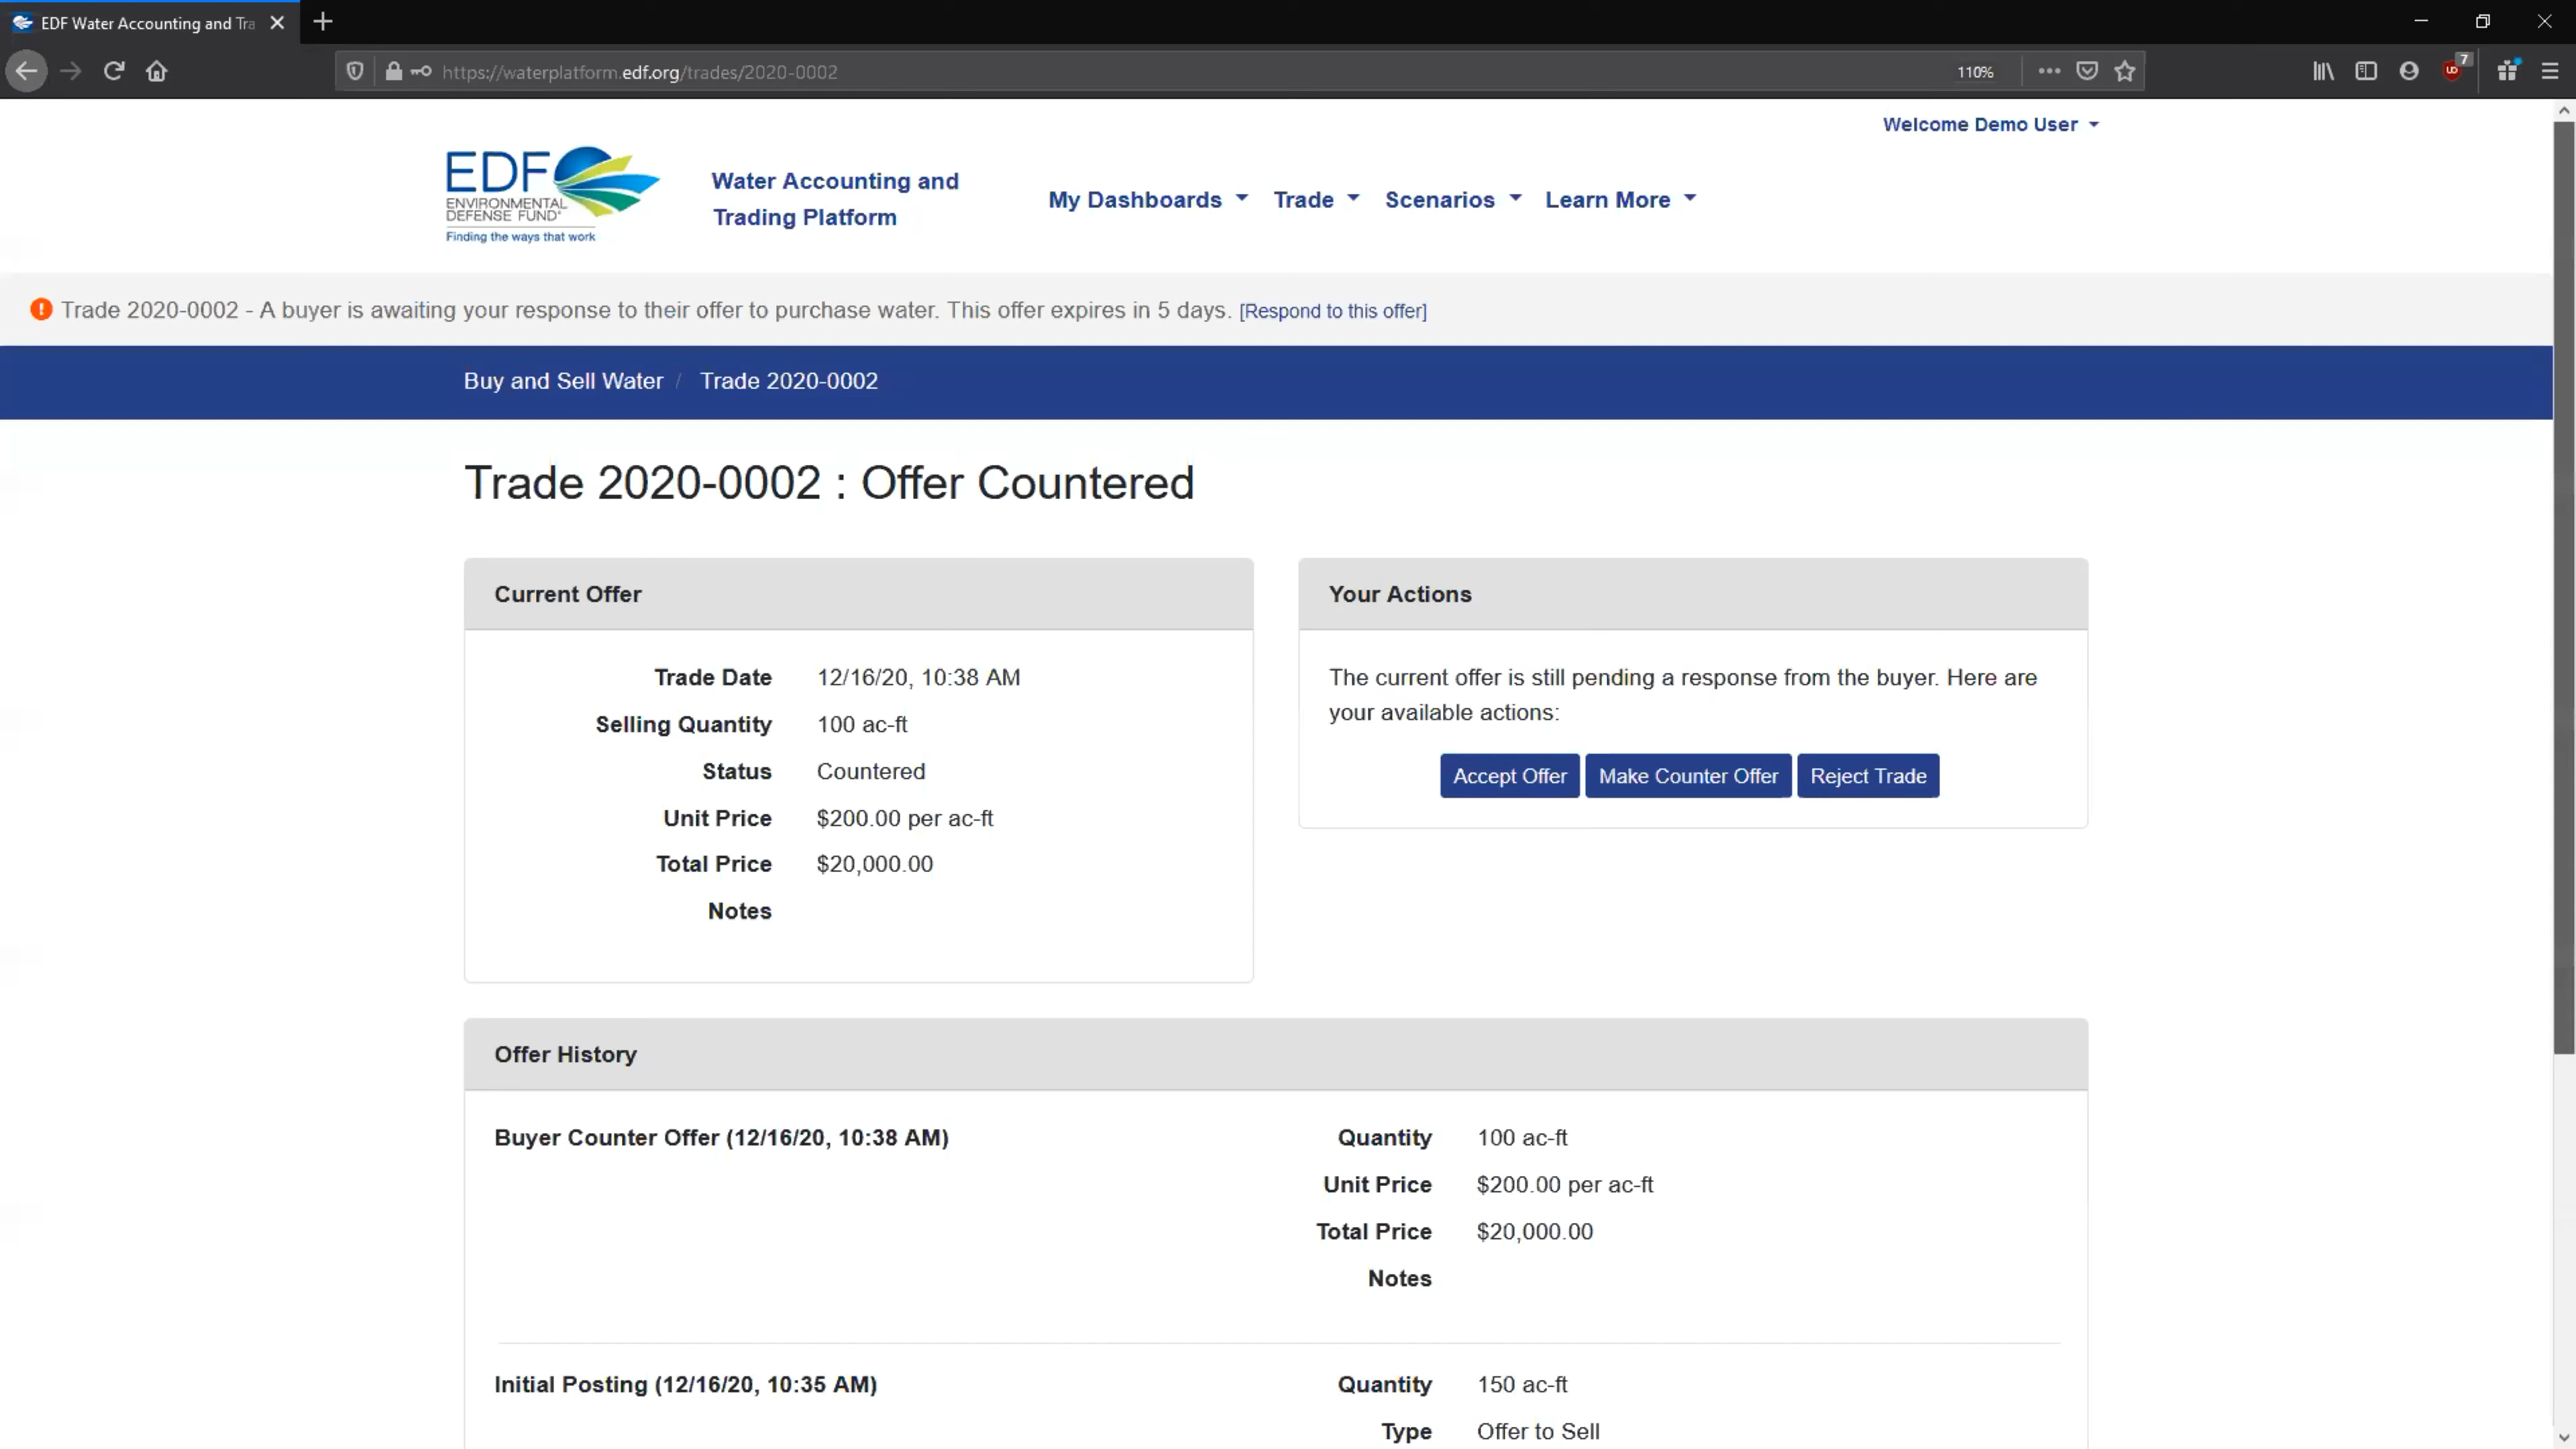 EDF Water Accounting and Tra
https://waterplatform.edf.org/trades/2020-0002
110%
7
Welcome Demo User
EDF
ENVIRONMENTAL
DEFENSE FUND®
Finding the ways that work
Water Accounting and
Trading Platform
My Dashboards
Trade
Scenarios
Learn More
Trade 2020-0002 - A buyer is awaiting your response to their offer to purchase water. This offer expires in 5 days. [Respond to this offer]
Buy and Sell Water / Trade 2020-0002
Trade 2020-0002 : Offer Countered
Current Offer
Trade Date 12/16/20, 10:38 AM
Selling Quantity 100 ac-ft
Status Countered
Unit Price $200.00 per ac-ft
Total Price $20,000.00
Notes
Your Actions
The current offer is still pending a response from the buyer. Here are
your available actions:
Accept Offer
Make Counter Offer
Reject Trade
Offer History
Buyer Counter Offer (12/16/20, 10:38 AM)
Quantity 100 ac-ft
Unit Price $200.00 per ac-ft
Total Price $20,000.00
Notes
Initial Posting (12/16/20, 10:35 AM)
Quantity 150 ac-ft
Type Offer to Sell